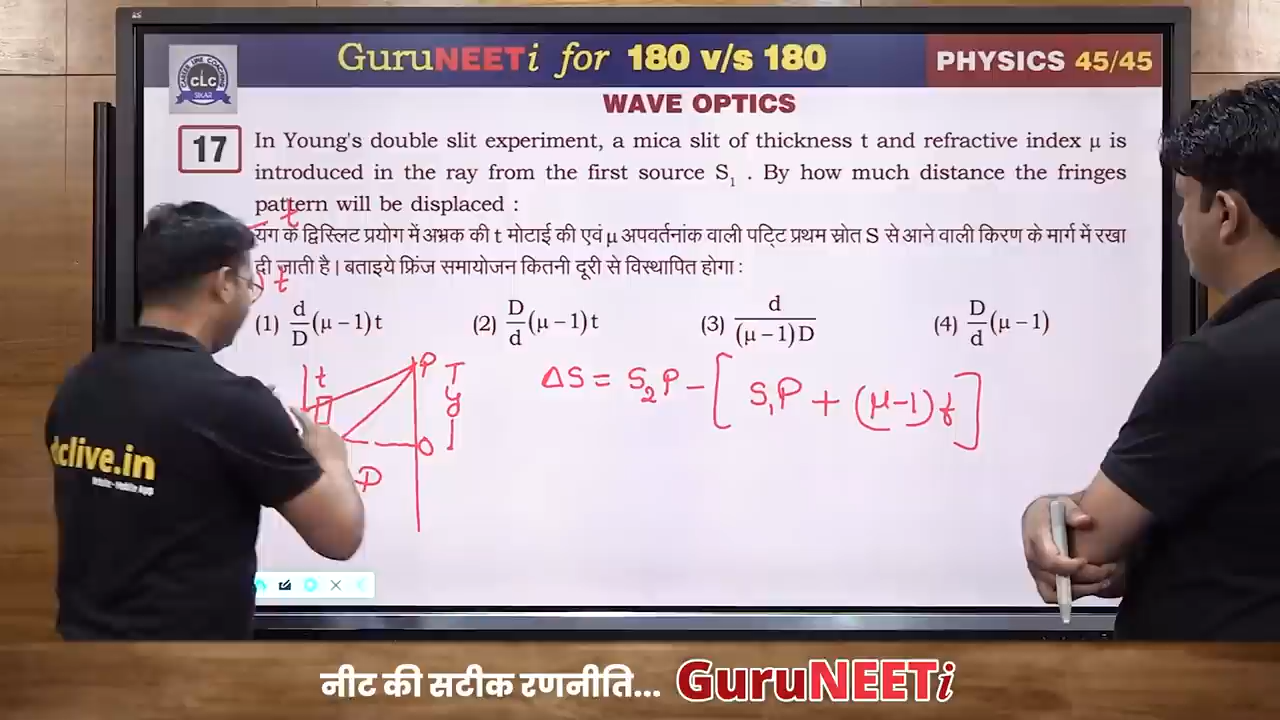 GuruNEETi for 180 v/s 180
PHYSICS 45/45
CLC
SIKAR
WAVE OPTICS
17
In Young's double slit experiment, a mica slit of thickness t and refractive index μ is
introduced in the ray from the first source S₁ . By how much distance the fringes
pattern will be displaced :
यंग के द्विस्लिट प्रयोग में अभ्रक की t मोटाई की एवं μ अपवर्तनांक वाली पट्टि प्रथम स्रोत S से आने वाली किरण के मार्ग में रखा
दी जाती है। बताइये फ्रिंज समायोजन कितनी दूरी से विस्थापित होगा :
(1) d/D (μ – 1) t
(2) D/d (μ – 1) t
(3) d/((μ – 1) D)
(4) D/d (μ – 1)
t
t
t
P
y
O
D
ΔS = S₂P - [ S₁P + (μ-1)t ]
clive.in
नीट की सटीक रणनीति... GuruNEETi